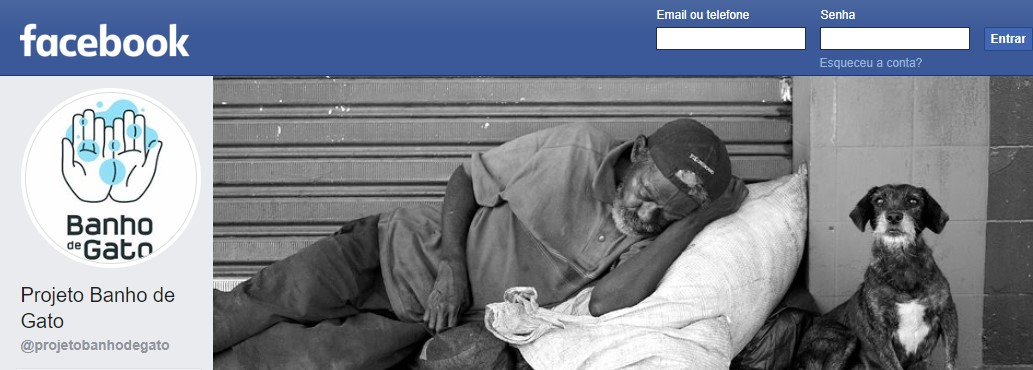 facebook
Email ou telefone
Senha
Entrar
Esqueceu a conta?
Banho
de Gato
Projeto Banho de
Gato
@projetobanhodegato